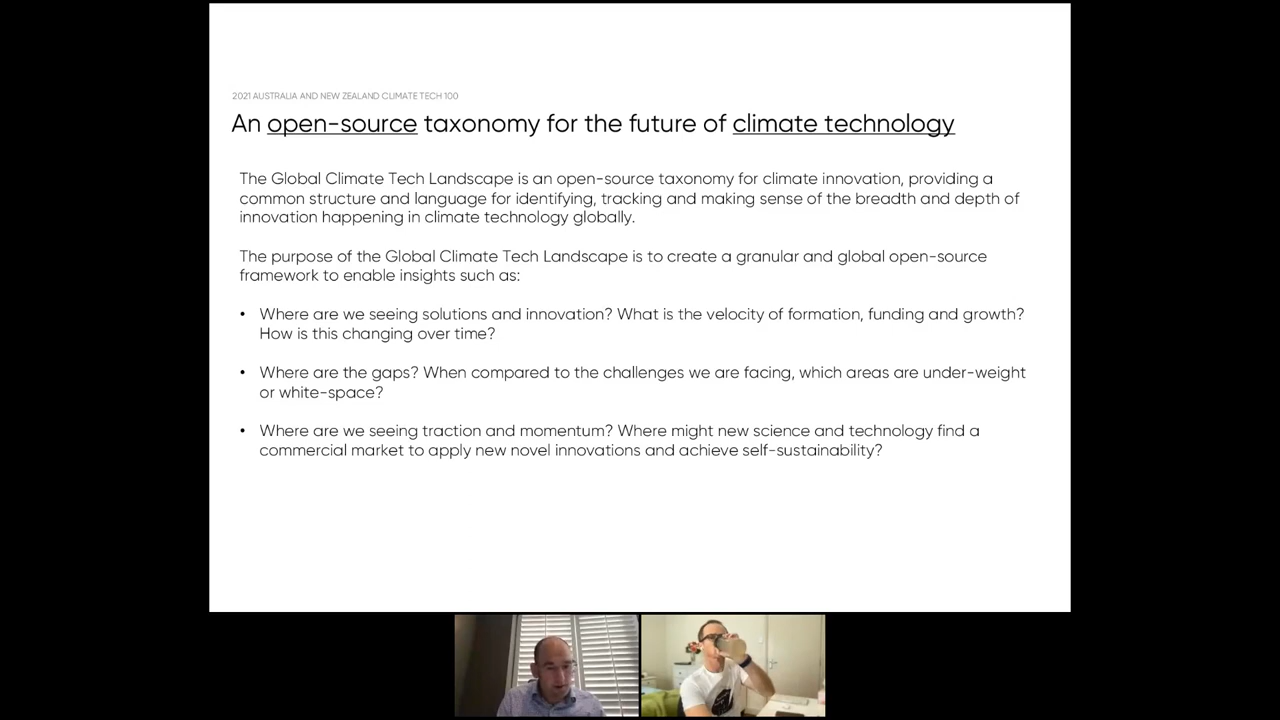 2021 AUSTRALIA AND NEW ZEALAND CLIMATE TECH 100
An open-source taxonomy for the future of climate technology
The Global Climate Tech Landscape is an open-source taxonomy for climate innovation, providing a
common structure and language for identifying, tracking and making sense of the breadth and depth of
innovation happening in climate technology globally.
The purpose of the Global Climate Tech Landscape is to create a granular and global open-source
framework to enable insights such as:
• Where are we seeing solutions and innovation? What is the velocity of formation, funding and growth?
How is this changing over time?
• Where are the gaps? When compared to the challenges we are facing, which areas are under-weight
or white-space?
• Where are we seeing traction and momentum? Where might new science and technology find a
commercial market to apply new novel innovations and achieve self-sustainability?